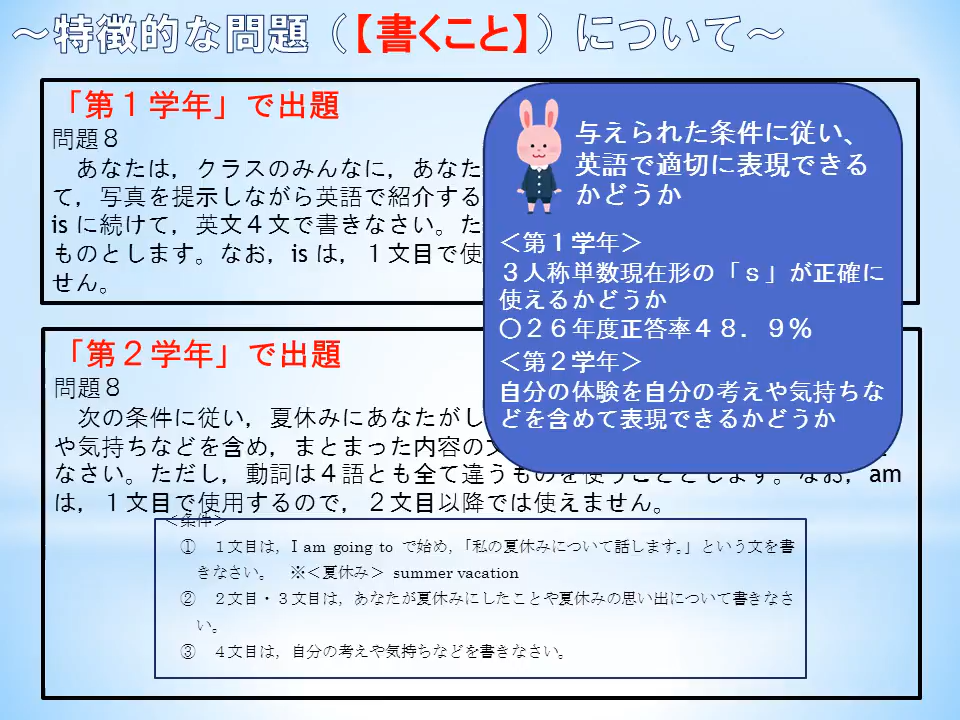 ～特徴的な問題（【書くこと】）について～
「第１学年」で出題
問題８
あなたは，クラスのみんなに，あなた
て，写真を提示しながら英語で紹介する
is に続けて，英文４文で書きなさい。た
ものとします。なお，is は，１文目で使
せん。
与えられた条件に従い、
英語で適切に表現できる
かどうか
＜第１学年＞
３人称単数現在形の「ｓ」が正確に
使えるかどうか
○２６年度正答率４８．９％
＜第２学年＞
自分の体験を自分の考えや気持ちな
どを含めて表現できるかどうか
「第２学年」で出題
問題８
次の条件に従い，夏休みにあなたがし
や気持ちなどを含め，まとまった内容の文
なさい。ただし，動詞は４語とも全て違うものを使うこととします。なお，am
は，１文目で使用するので，２文目以降では使えません。
＜条件＞
①　１文目は，I am going to で始め，「私の夏休みについて話します。」という文を書
きなさい。　※＜夏休み＞ summer vacation
②　２文目・３文目は，あなたが夏休みにしたことや夏休みの思い出について書きなさ
い。
③　４文目は，自分の考えや気持ちなどを書きなさい。